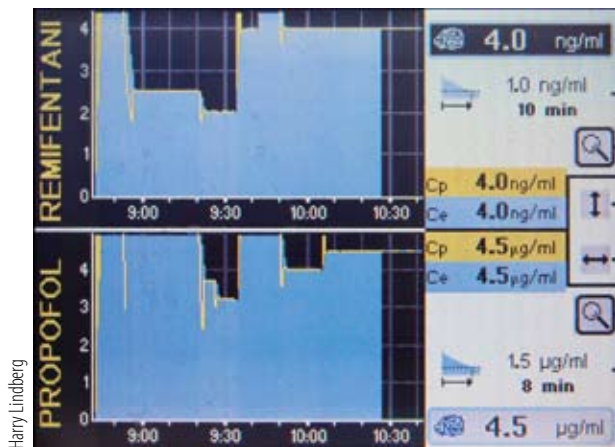 REMIFENTANI
4
3
2
1
0
9:00 9:30 10:00 10:30
4.0 ng/ml
1.0 ng/ml
10 min
Cp 4.0ng/ml
Ce 4.0ng/ml
Cp 4.5µg/ml
Ce 4.5µg/ml
PROPOFOL
4
3
2
1
0
9:00 9:30 10:00 10:30
1.5 µg/ml
8 min
4.5 µg/ml
Harry Lindberg